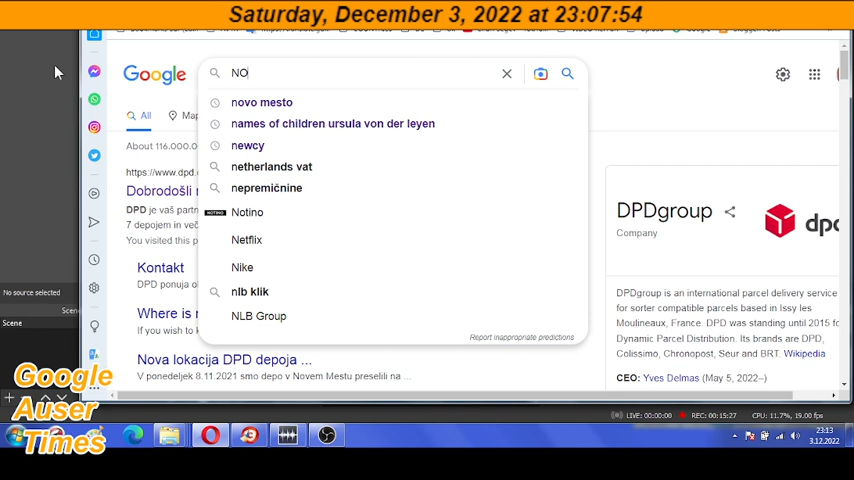 Saturday, December 3, 2022 at 23:07:54
Google
NO
novo mesto
names of children ursula von der leyen
newcy
netherlands vat
nepremičnine
Notino
Netflix
Nike
nlb klik
NLB Group
Report inappropriate predictions
All
About 116.000.
https://www.dpd.
Dobrodošli
DPD je vaš
7 depojem in
You visited this
Kontakt
DPD ponuja
Where is
If you wish to
Nova lokacija DPD depoja ...
V ponedeljek 8.11.2021 smo depo v Novem Mestu preselili na ...
DPDgroup
Company
DPDgroup is an international parcel delivery service
for sorter compatible parcels based in Issy les
Moulineaux, France. DPD was standing until 2015 fo
Dynamic Parcel Distribution. Its brands are DPD,
Colissimo, Chronopost, Seur and BRT. Wikipedia
CEO: Yves Delmas (May 5, 2022–)
No source selected
Scene
LIVE: 00:00:00
REC: 00:15:27
CPU: 11.7%, 19.00 fps
Google
Auser
Times
23:13
3.12.2022